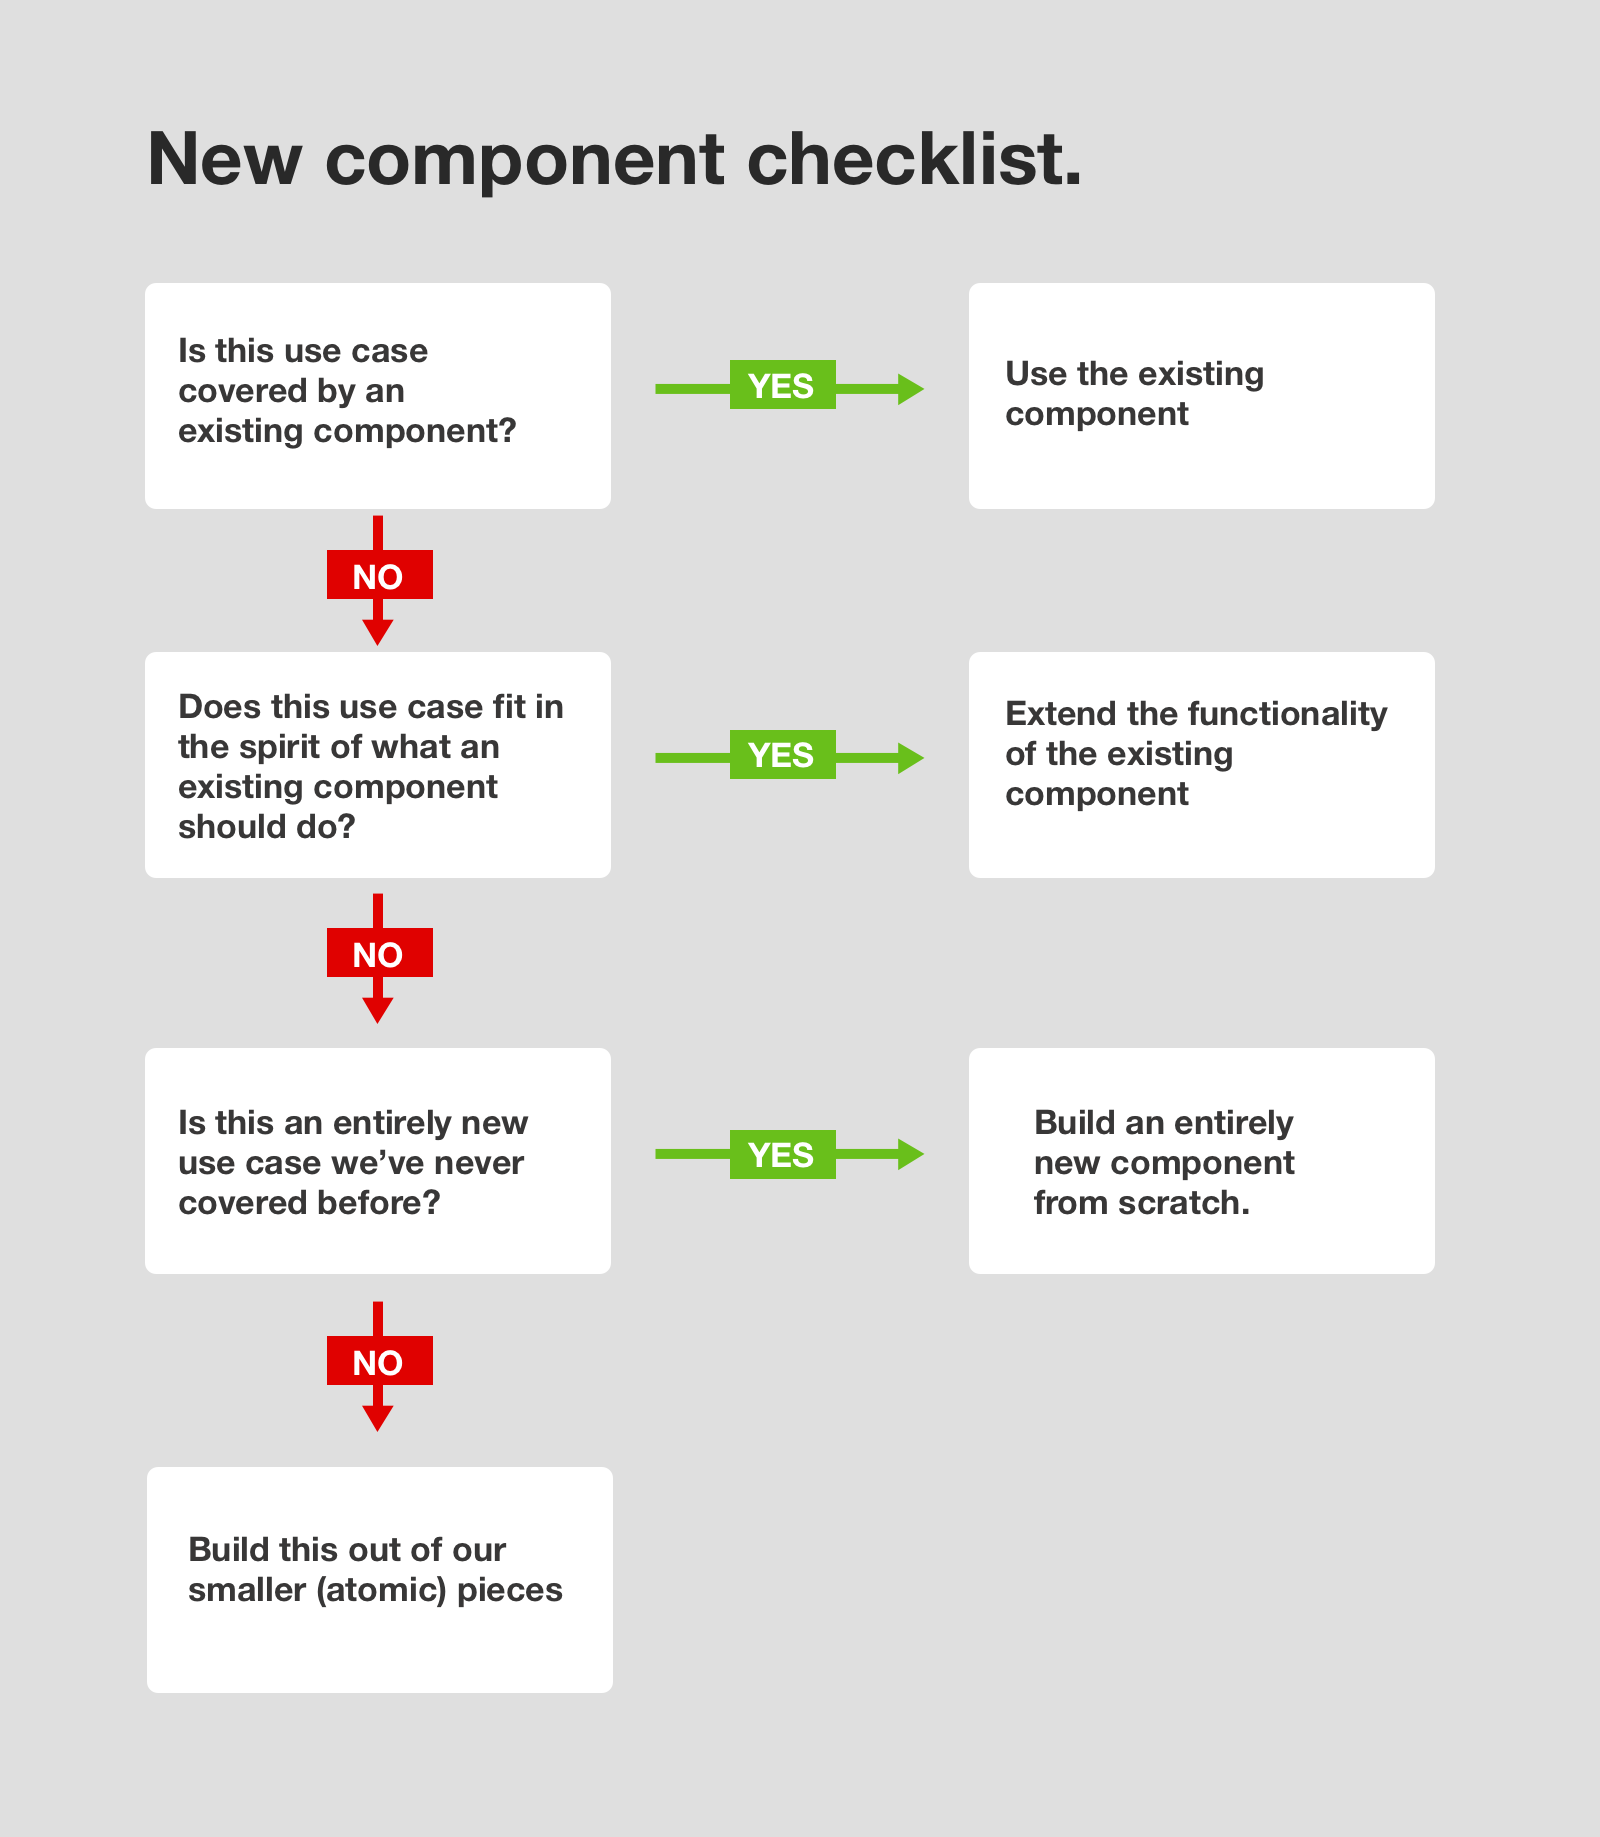 New component checklist.
Is this use case
covered by an
existing component?
YES
Use the existing
component
NO
Does this use case fit in
the spirit of what an
existing component
should do?
YES
Extend the functionality
of the existing
component
NO
Is this an entirely new
use case we’ve never
covered before?
YES
Build an entirely
new component
from scratch.
NO
Build this out of our
smaller (atomic) pieces